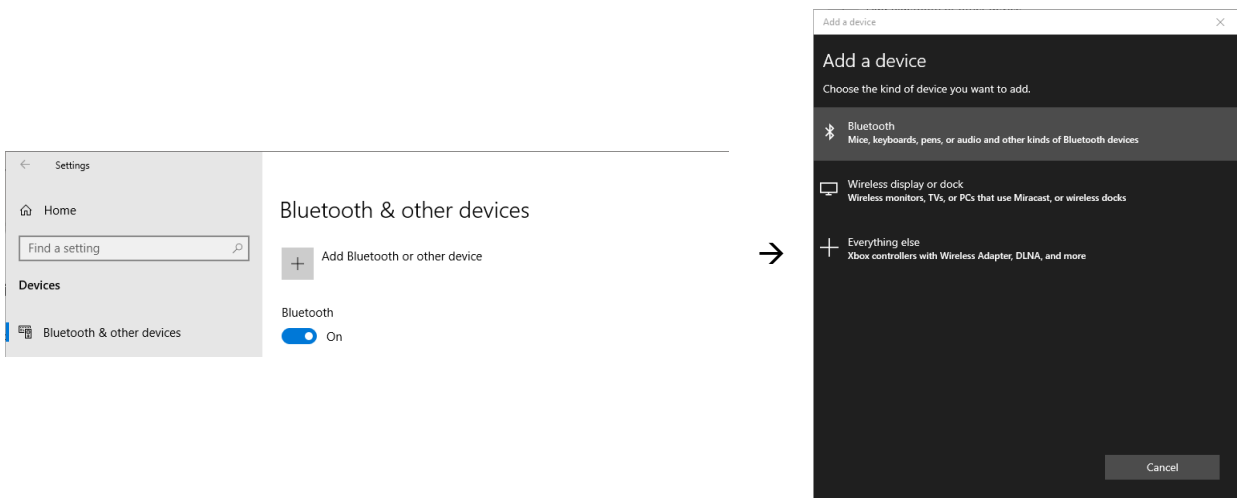 Settings
Home
Find a setting
Devices
Bluetooth & other devices
Bluetooth & other devices
Add Bluetooth or other device
Bluetooth
On
Add a device
Add a device
Choose the kind of device you want to add.
Bluetooth
Mice, keyboards, pens, or audio and other kinds of Bluetooth devices
Wireless display or dock
Wireless monitors, TVs, or PCs that use Miracast, or wireless docks
Everything else
Xbox controllers with Wireless Adapter, DLNA, and more
Cancel